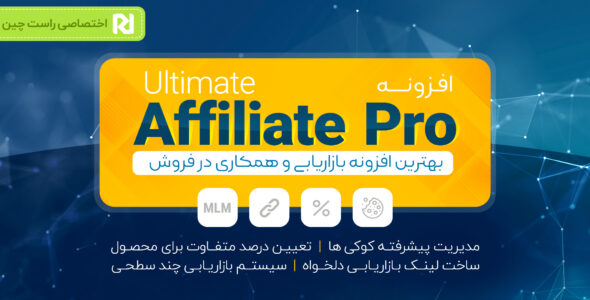 اختصاصی راست چین
افزونه Ultimate
Affiliate Pro
بهترین افزونه بازاریابی و همکاری در فروش
MLM
%
مدیریت پیشرفته کوکی ها | تعیین درصد متفاوت برای محصول
ساخت لینک بازاریابی دلخواه | سیستم بازاریابی چند سطحی